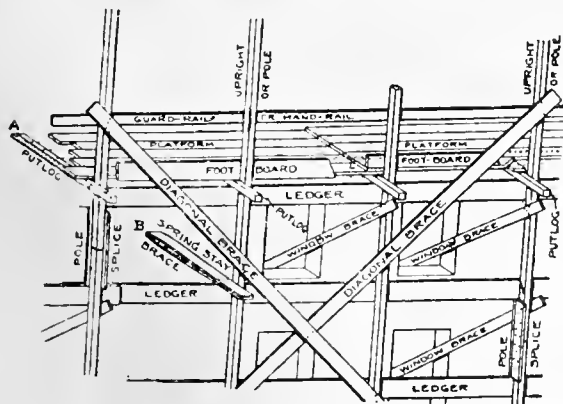 UPRIGHT
OR POLE
UPRIGHT
OR POLE
GUARD-RAIL OR HAND-RAIL
A
PLATFORM
PLATFORM
PUTLOG
FOOT BOARD
FOOT-BOARD
LEDGER
PUTLOG
PUTLOG
DIAGONAL BRACE
DIAGONAL BRACE
WINDOW BRACE
WINDOW BRACE
B
SPRING STAY
BRACE
POLE
SPLICE
LEDGER
WINDOW BRACE
POLE
SPLICE
LEDGER